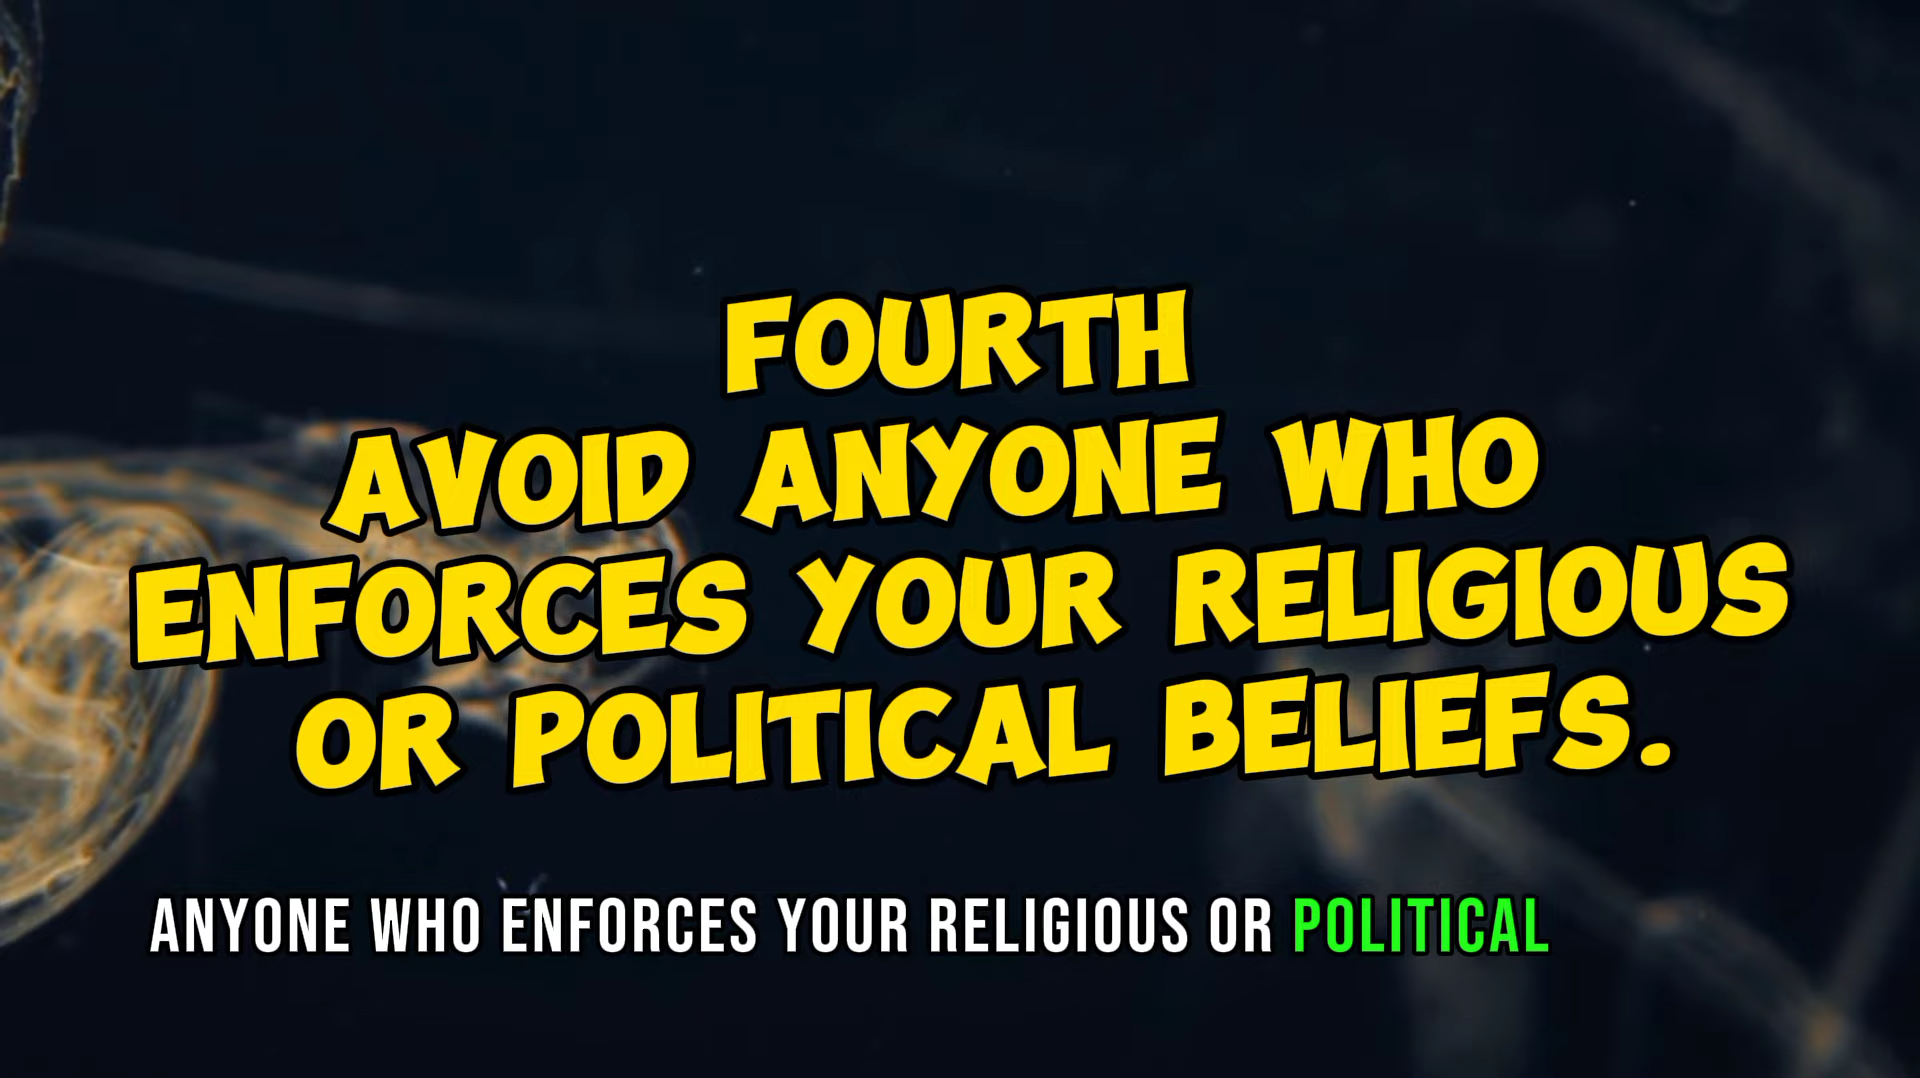 FOURTH
AVOID ANYONE WHO
ENFORCES YOUR RELIGIOUS
OR POLITICAL BELIEFS.
ANYONE WHO ENFORCES YOUR RELIGIOUS OR POLITICAL